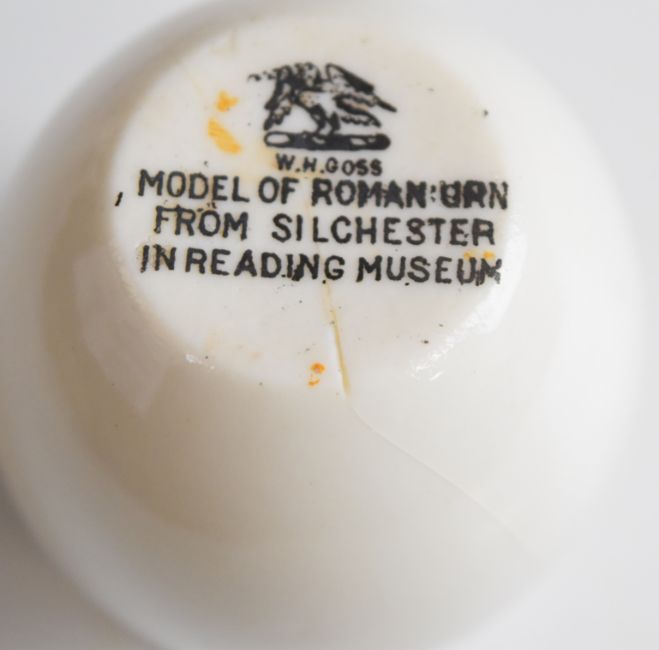 W.H.GOSS
MODEL OF ROMAN URN
FROM SILCHESTER
IN READING MUSEUM